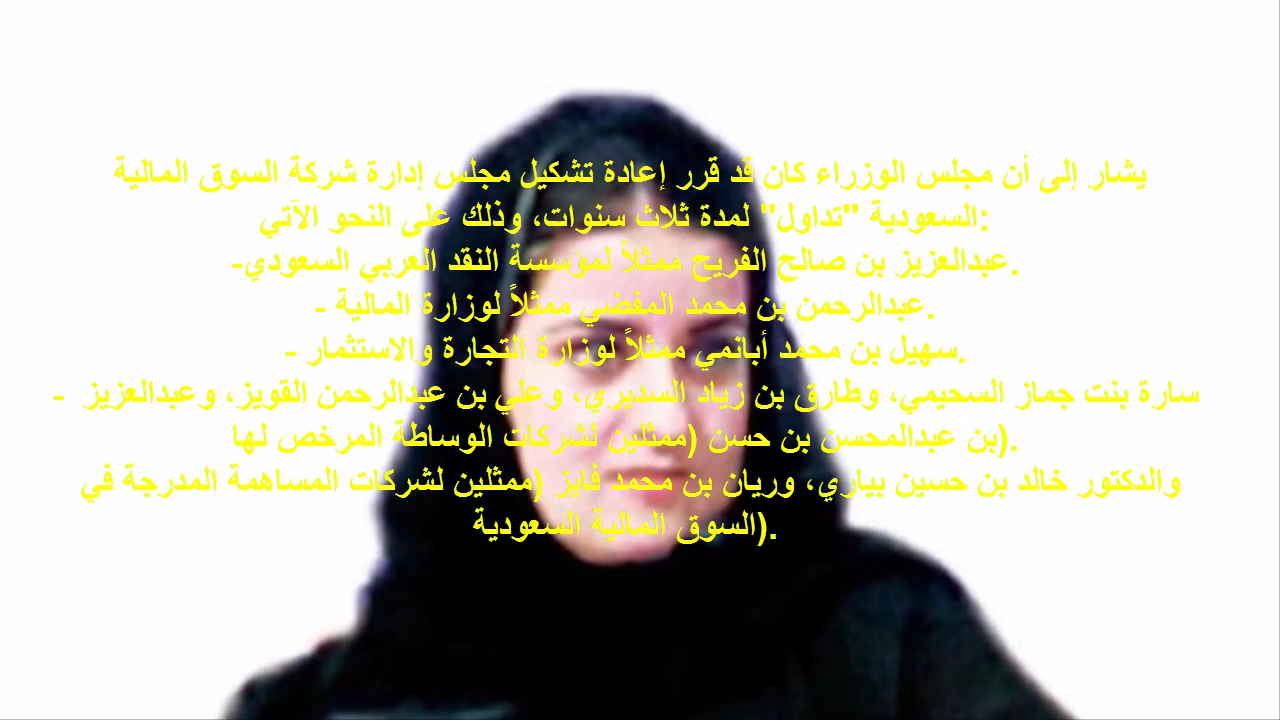 يشار إلى أن مجلس الوزراء كان قد قرر إعادة تشكيل مجلس إدارة شركة السوق المالية
السعودية "تداول" لمدة ثلاث سنوات، وذلك على النحو الآتي:
-عبدالعزيز بن صالح الفريح ممثلاً لمؤسسة النقد العربي السعودي.
- عبدالرحمن بن محمد المفضي ممثلاً لوزارة المالية.
- سهيل بن محمد أبانمي ممثلاً لوزارة التجارة والاستثمار.
- سارة بنت جماز السحيمي، وطارق بن زياد السديري، وعلي بن عبدالرحمن القويز، وعبدالعزيز
بن عبدالمحسن بن حسن (ممثلين لشركات الوساطة المرخص لها).
والدكتور خالد بن حسين بياري، وريان بن محمد فايز (ممثلين لشركات المساهمة المدرجة في
السوق المالية السعودية).